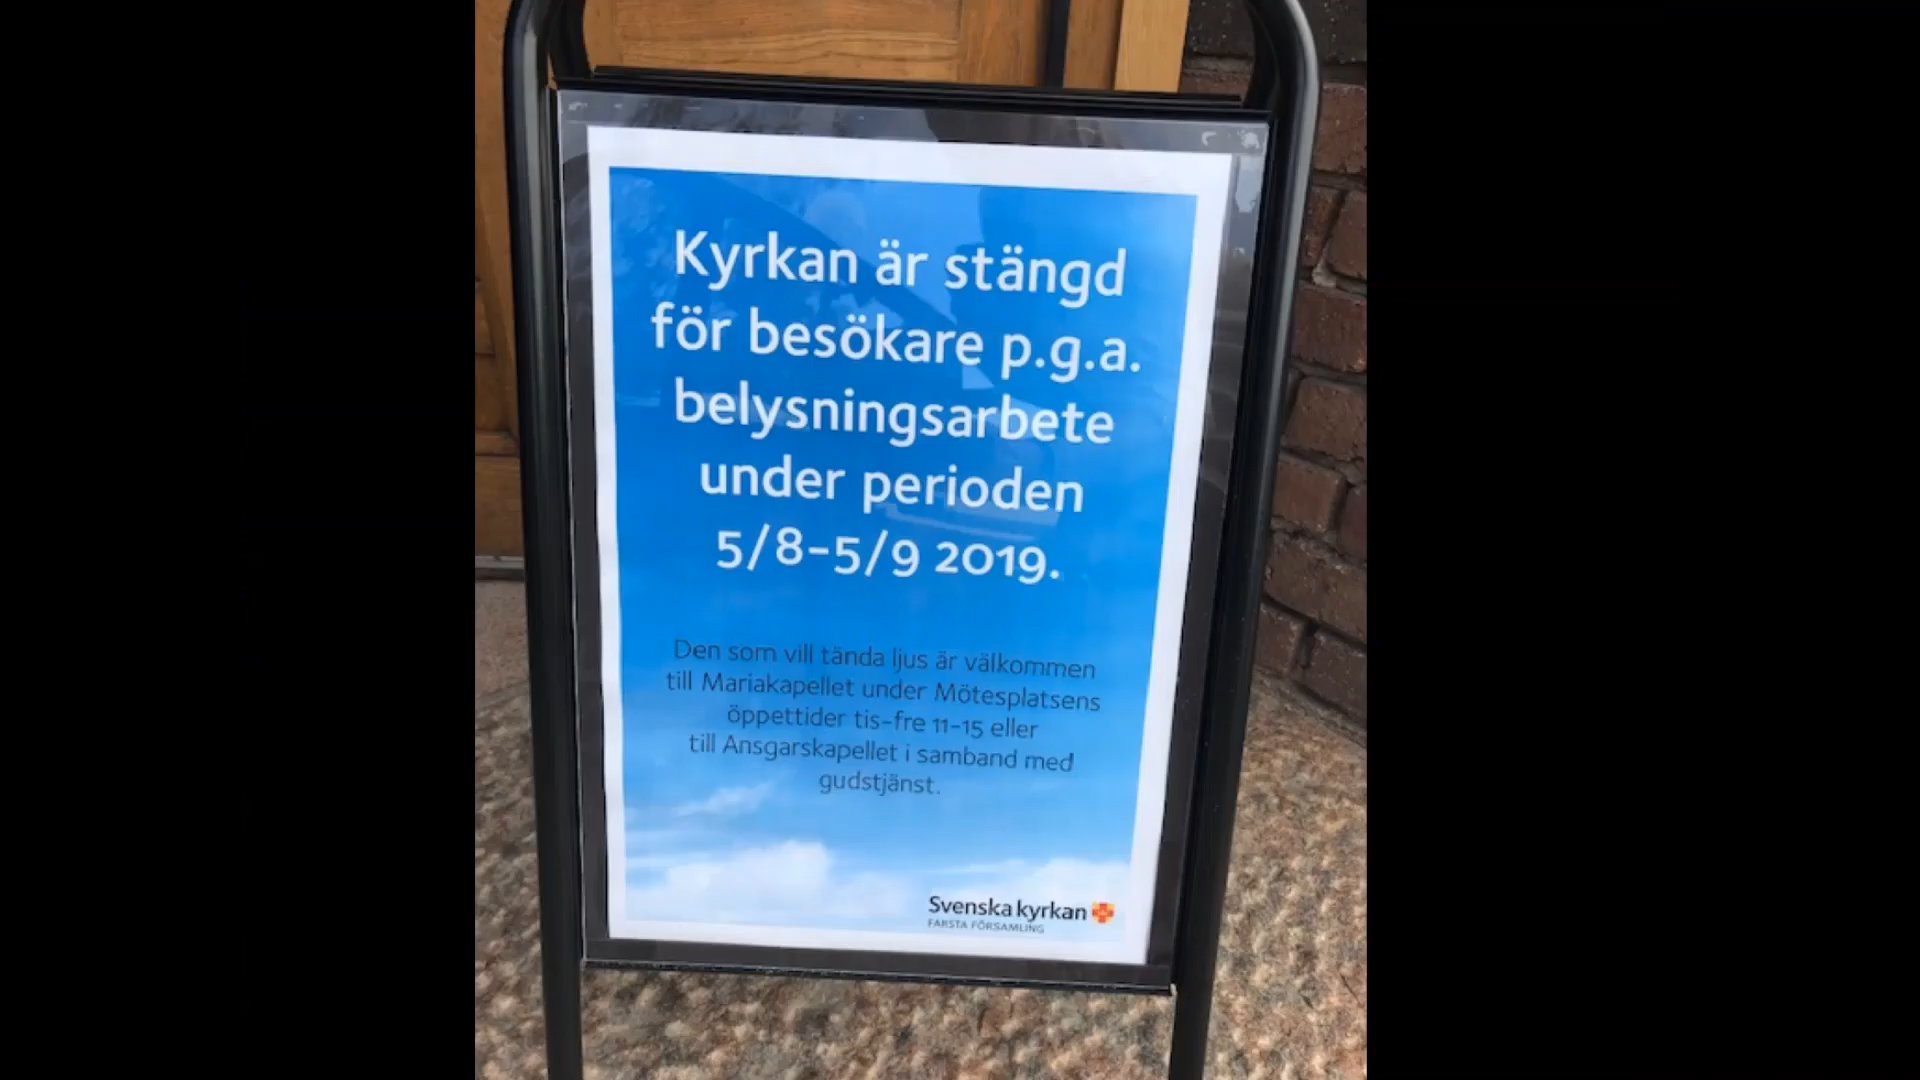 Kyrkan är stängd
för besökare p.g.a.
belysningsarbete
under perioden
5/8-5/9 2019.
Den som vill tända ljus är välkommen
till Mariakapellet under Mötesplatsens
öppettider tis-fre 11-15 eller
till Ansgarskapellet i samband med
gudstjänst.
Svenska kyrkan
FARSTA FÖRSAMLING